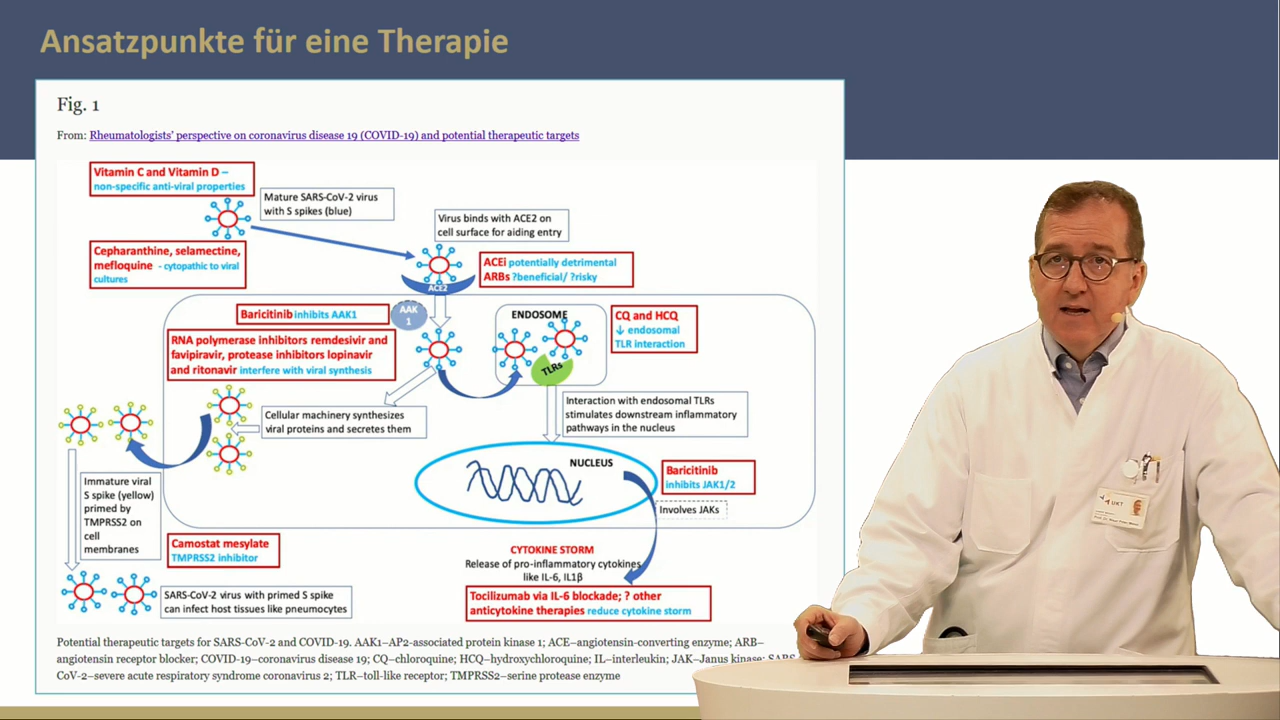 Ansatzpunkte für eine Therapie
Fig. 1
From: Rheumatologists' perspective on coronavirus disease 19 (COVID-19) and potential therapeutic targets
Vitamin C and Vitamin D –
non-specific anti-viral properties
Mature SARS-CoV-2 virus
with S spikes (blue)
Virus binds with ACE2 on
cell surface for aiding entry
Cepharanthine, selamectine,
mefloquine - cytopathic to viral
cultures
ACEi potentially detrimental
ARBs ?beneficial/ ?risky
ACE2
Baricitinib inhibits AAK1
AAK
1
ENDOSOME
CQ and HCQ
↓ endosomal
TLR interaction
RNA polymerase inhibitors remdesivir and
favipiravir, protease inhibitors lopinavir
and ritonavir interfere with viral synthesis
TLRs
Cellular machinery synthesizes
viral proteins and secretes them
Interaction with endosomal TLRs
stimulates downstream inflammatory
pathways in the nucleus
NUCLEUS
Baricitinib
inhibits JAK1/2
Involves JAKs
Immature viral
S spike (yellow)
primed by
TMPRSS2 on
cell
membranes
Camostat mesylate
TMPRSS2 inhibitor
CYTOKINE STORM
Release of pro-inflammatory cytokines
like IL-6, IL1β
SARS-CoV-2 virus with primed S spike
can infect host tissues like pneumocytes
Tocilizumab via IL-6 blockade; ? other
anticytokine therapies reduce cytokine storm
Potential therapeutic targets for SARS-CoV-2 and COVID-19. AAK1–AP2-associated protein kinase 1; ACE–angiotensin-converting enzyme; ARB–
angiotensin receptor blocker; COVID-19–coronavirus disease 19; CQ–chloroquine; HCQ–hydroxychloroquine; IL–interleukin; JAK–Janus kinase; SARS-
CoV-2–severe acute respiratory syndrome coronavirus 2; TLR–toll-like receptor; TMPRSS2–serine protease enzyme
UKT